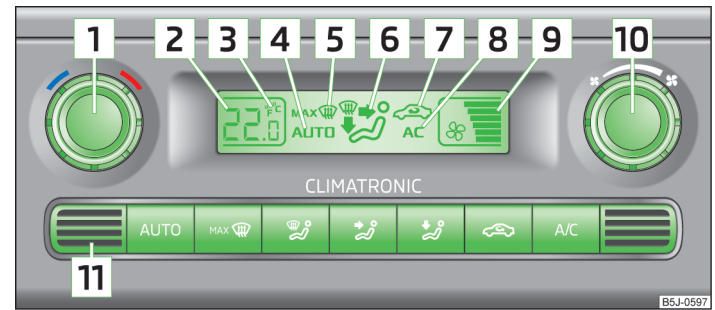 1 2 3 4 5 6 7 8 9 10
22.0 °F °C MAX
AUTO AC
CLIMATRONIC
AUTO MAX A/C
11
B5J-0597